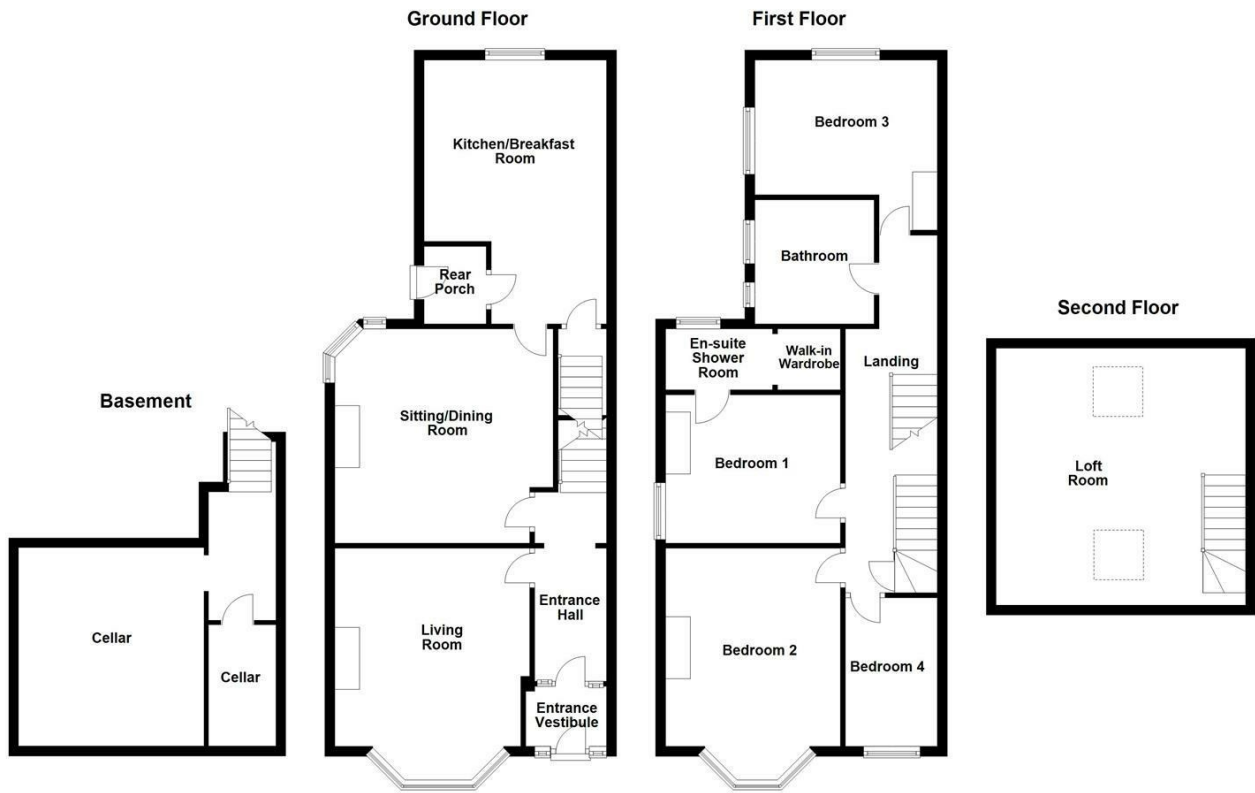 Ground Floor
First Floor
Kitchen/Breakfast
Room
Rear
Porch
Sitting/Dining
Room
Living
Room
Entrance
Hall
Entrance
Vestibule
Basement
Cellar
Cellar
Bedroom 3
Bathroom
En-suite
Shower
Room
Walk-in
Wardrobe
Landing
Bedroom 1
Bedroom 2
Bedroom 4
Second Floor
Loft
Room